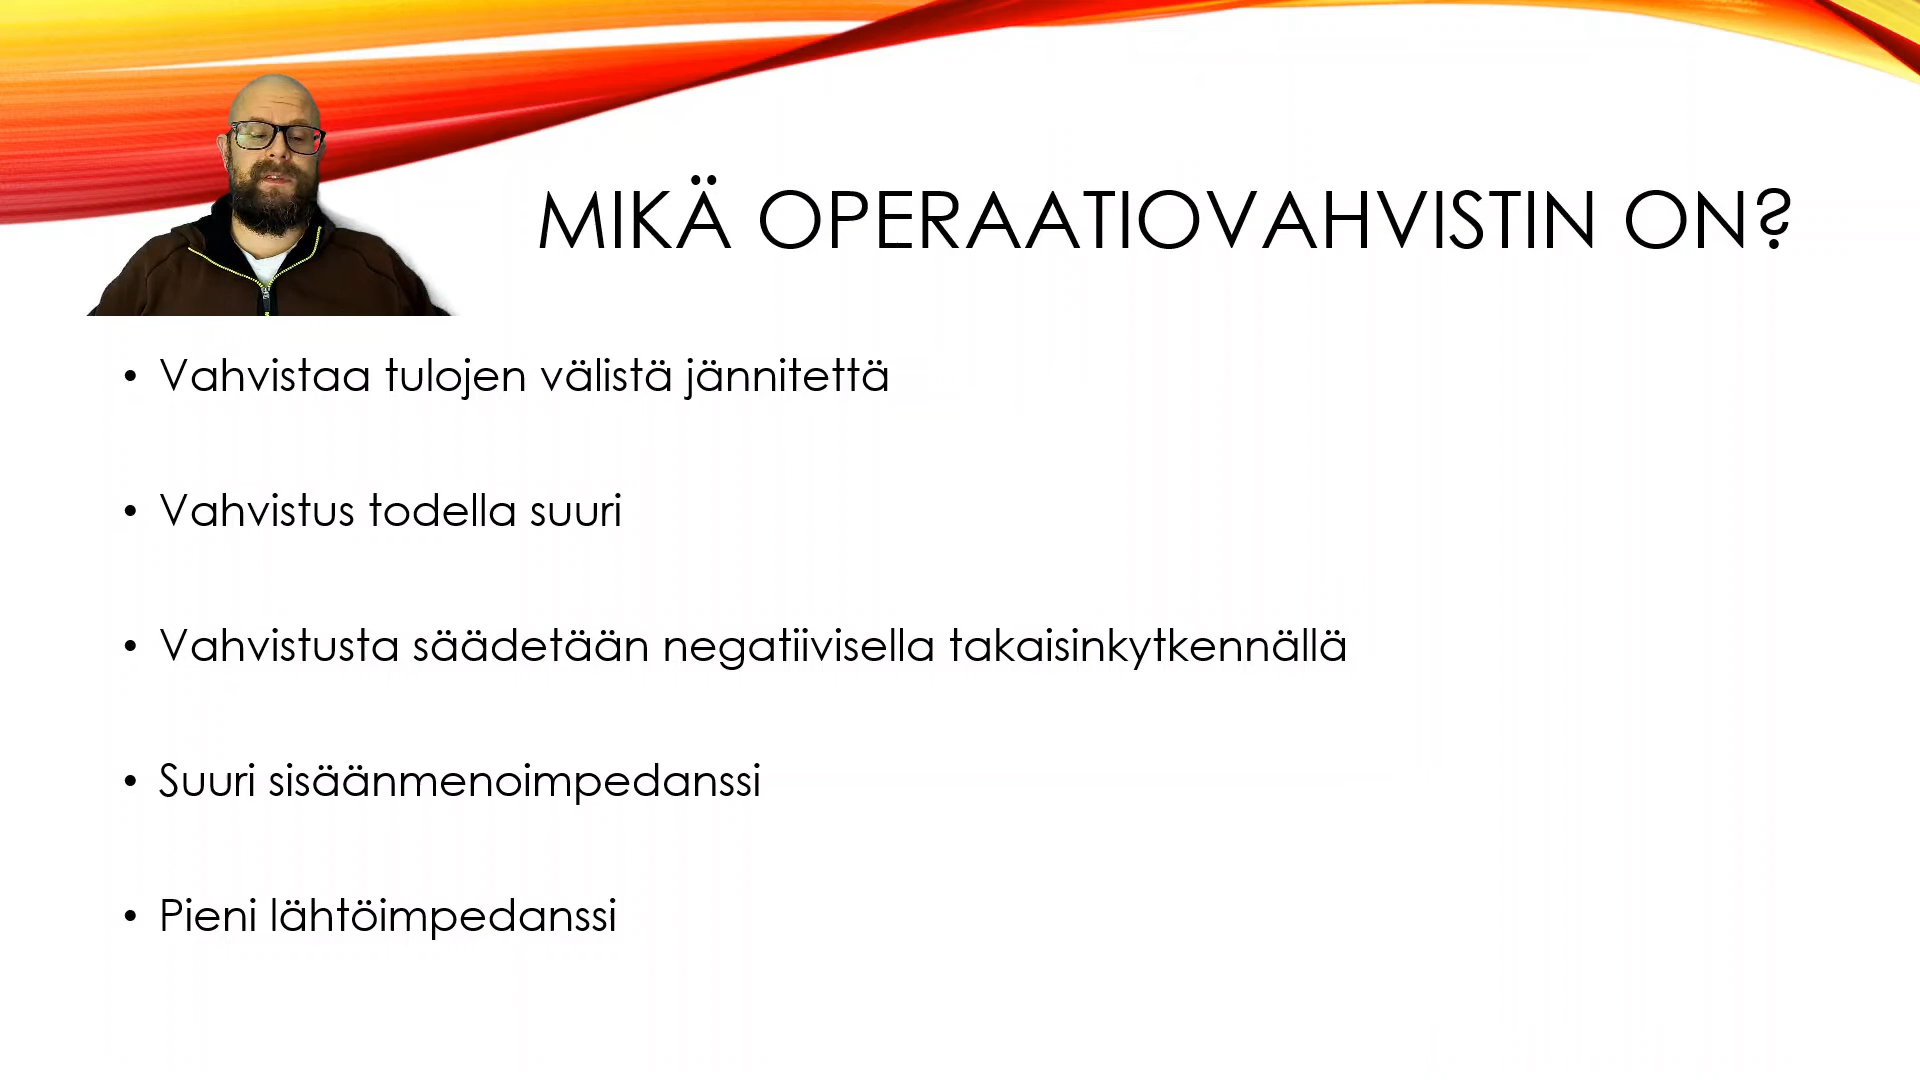 MIKÄ OPERAATIOVAHVISTIN ON?
• Vahvistaa tulojen välistä jännitettä
• Vahvistus todella suuri
• Vahvistusta säädetään negatiivisella takaisinkytkennällä
• Suuri sisäänmenoimpedanssi
• Pieni lähtöimpedanssi